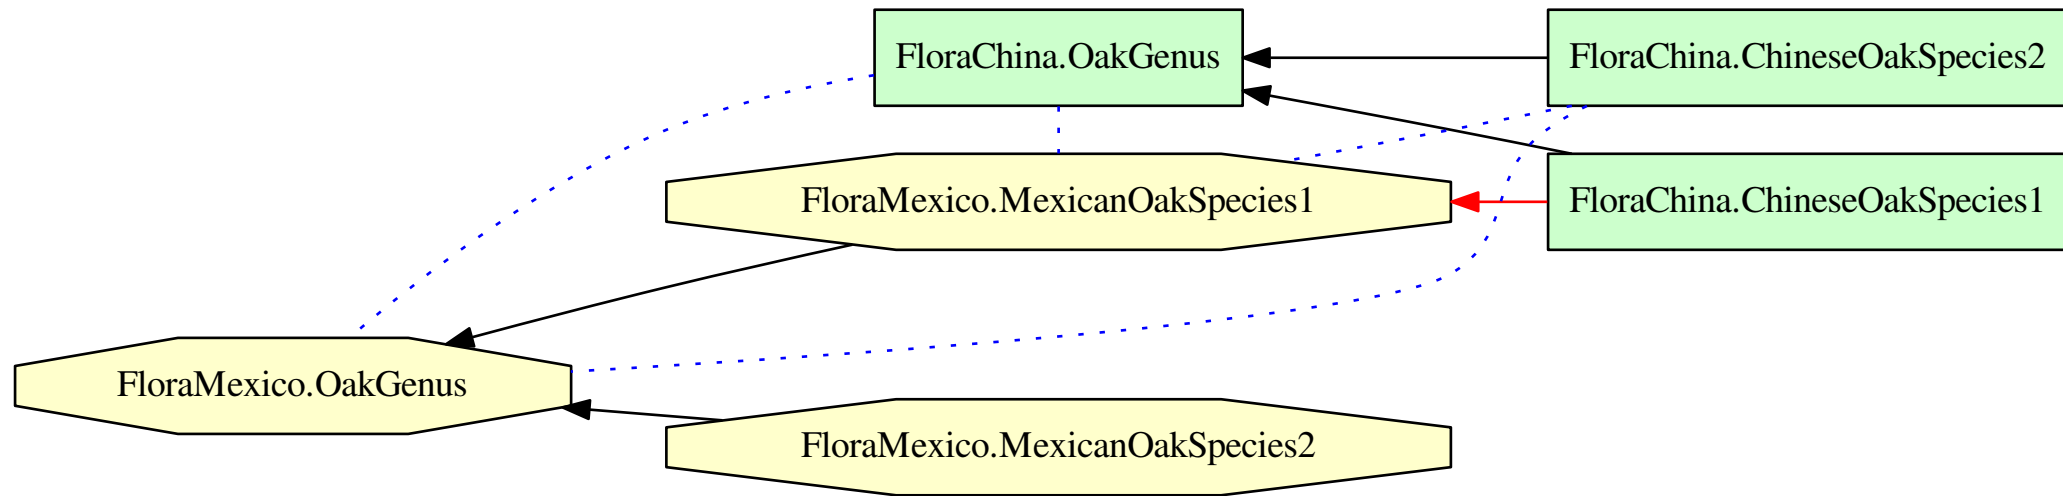 FloraChina.OakGenus
FloraChina.ChineseOakSpecies2
FloraMexico.MexicanOakSpecies1
FloraChina.ChineseOakSpecies1
FloraMexico.OakGenus
FloraMexico.MexicanOakSpecies2